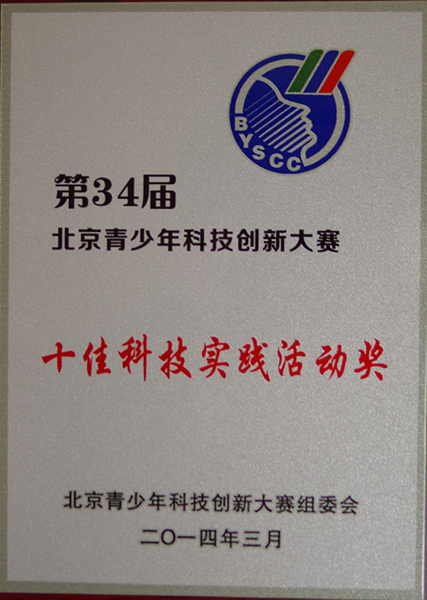 BYSCC
第34届
北京青少年科技创新大赛
十佳科技实践活动奖
北京青少年科技创新大赛组委会
二〇一四年三月